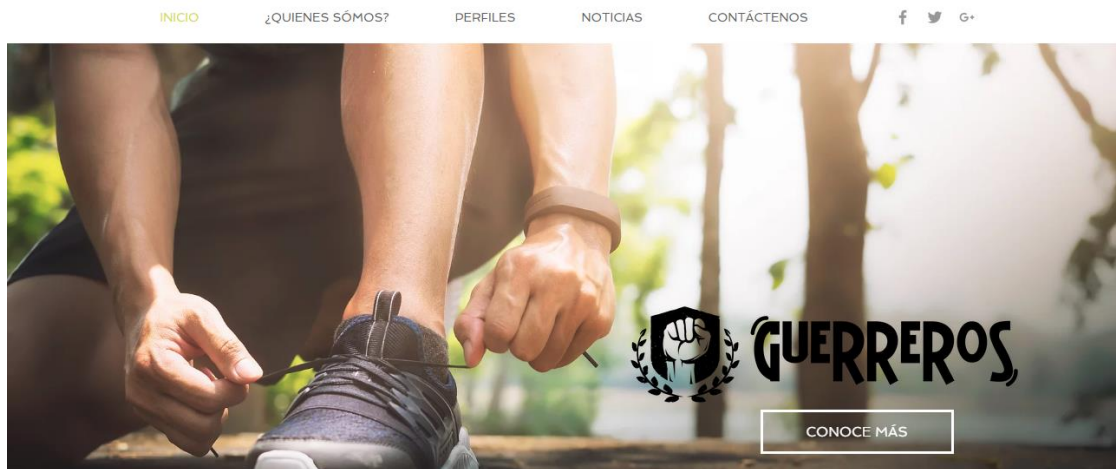 INICIO ¿QUIENES SÓMOS? PERFILES NOTICIAS CONTÁCTENOS f G+
GUERREROS
CONOCE MÁS